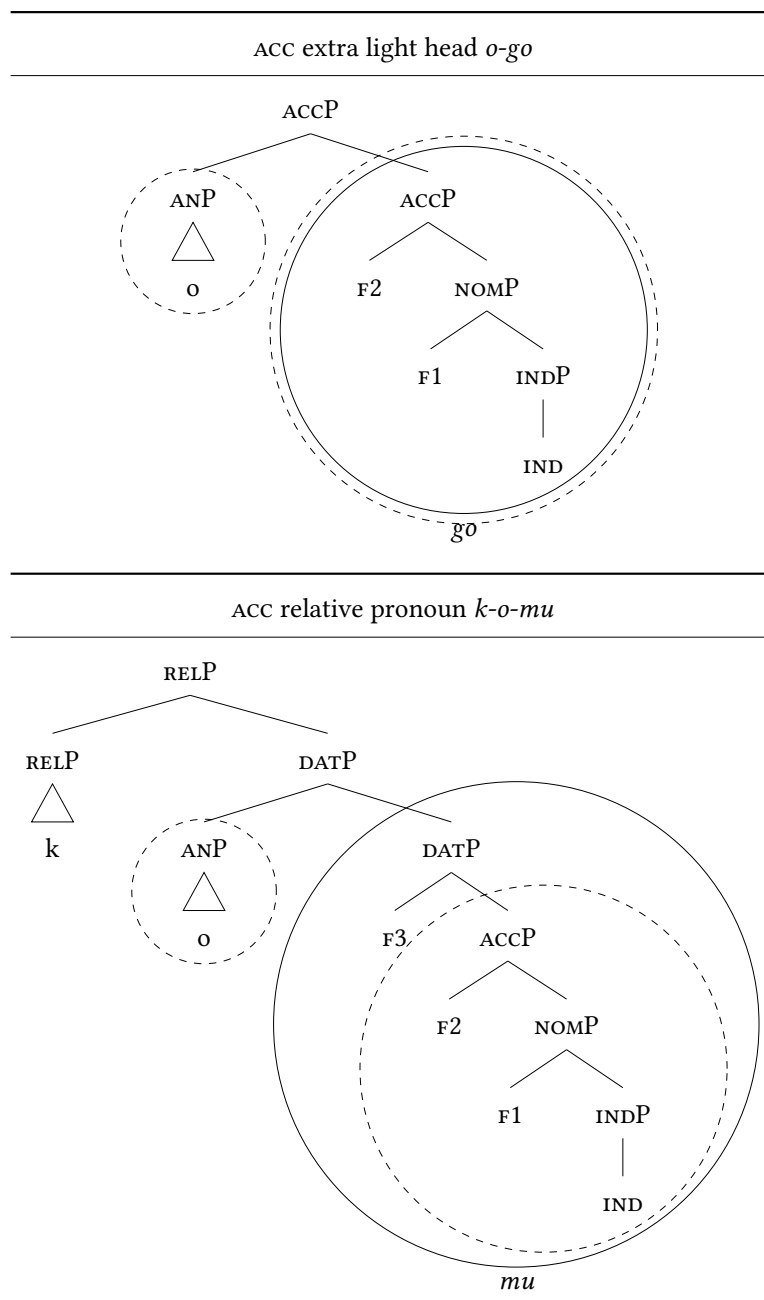 ACC extra light head o-go
ACCP
ANP ACCP
o F2 NOMP
F1 INDP
IND
go
ACC relative pronoun k-o-mu
RELP
RELP DATP
k ANP DATP
o F3 ACCP
F2 NOMP
F1 INDP
IND
mu